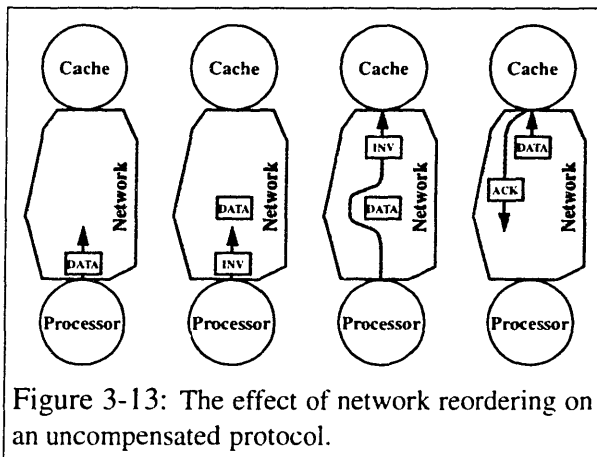 Cache
Cache
Cache
Cache
Network
DATA
Network
DATA
INV
Network
INV
DATA
Network
DATA
ACK
Processor
Processor
Processor
Processor
Figure 3-13: The effect of network reordering on
an uncompensated protocol.